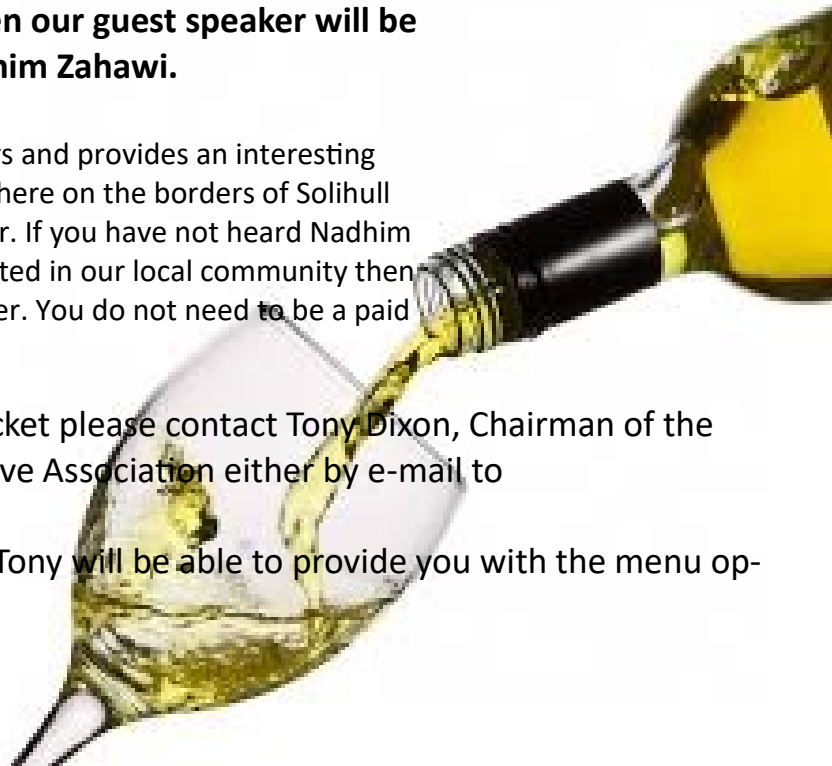 en our guest speaker will be
him Zahawi.
rs and provides an interesting
here on the borders of Solihull
r. If you have not heard Nadhim
ted in our local community then
er. You do not need to be a paid
cket please contact Tony Dixon, Chairman of the
ve Association either by e-mail to
Tony will be able to provide you with the menu op-